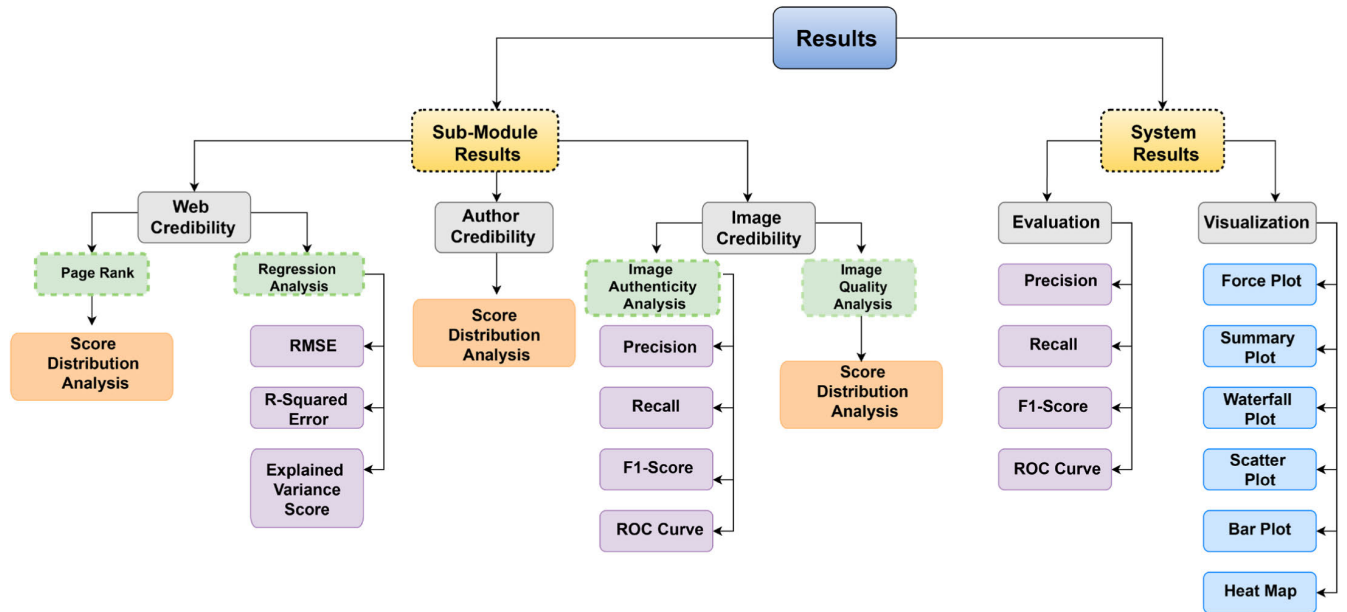 Results
Sub-Module
Results
System
Results
Web
Credibility
Author
Credibility
Image
Credibility
Evaluation
Visualization
Page Rank
Regression
Analysis
Image
Authenticity
Analysis
Image
Quality
Analysis
Score
Distribution
Analysis
RMSE
R-Squared
Error
Explained
Variance
Score
Score
Distribution
Analysis
Precision
Recall
F1-Score
ROC Curve
Score
Distribution
Analysis
Precision
Recall
F1-Score
ROC Curve
Force Plot
Summary
Plot
Waterfall
Plot
Scatter
Plot
Bar Plot
Heat Map